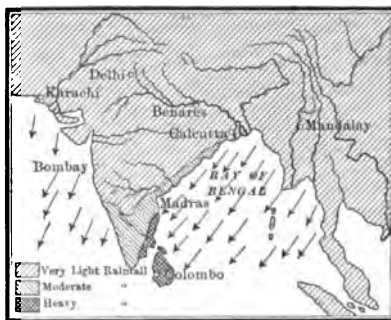 Delhi
Karachi
Benares
Calcutta
Mandalay
Bombay
BAY OF
BENGAL
Madras
Colombo
Very Light Rainfall
Moderate "
Heavy "